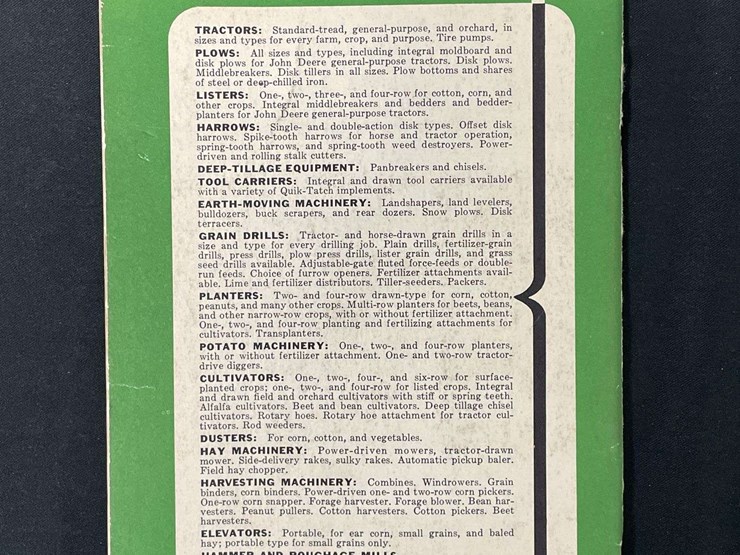 TRACTORS: Standard-tread, general-purpose, and orchard, in
sizes and types for every farm, crop, and purpose. Tire pumps.
PLOWS: All sizes and types, including integral moldboard and
disk plows for John Deere general-purpose tractors. Disk plows.
Middlebreakers. Disk tillers in all sizes. Plow bottoms and shares
of steel or deep-chilled iron.
LISTERS: One-, two-, three-, and four-row for cotton, corn, and
other crops. Integral middlebreakers and bedders and bedder-
planters for John Deere general-purpose tractors.
HARROWS: Single- and double-action disk types. Offset disk
harrows. Spike-tooth harrows for horse and tractor operation,
spring-tooth harrows, and spring-tooth weed destroyers. Power-
driven and rolling stalk cutters.
DEEP-TILLAGE EQUIPMENT: Panbreakers and chisels.
TOOL CARRIERS: Integral and drawn tool carriers available
with a variety of Quik-Tatch implements.
EARTH-MOVING MACHINERY: Landshapers, land levelers,
bulldozers, buck scrapers, and rear dozers. Snow plows. Disk
terracers.
GRAIN DRILLS: Tractor- and horse-drawn grain drills in a
size and type for every drilling job. Plain drills, fertilizer-grain
drills, press drills, plow press drills, lister grain drills, and grass
seed drills available. Adjustable-gate fluted force-feeds or double-
run feeds. Choice of furrow openers. Fertilizer attachments avail-
able. Lime and fertilizer distributors. Tiller-seeders. Packers.
PLANTERS: Two- and four-row drawn-type for corn, cotton,
peanuts, and many other crops. Multi-row planters for beets, beans,
and other narrow-row crops, with or without fertilizer attachment.
One-, two-, and four-row planting and fertilizing attachments for
cultivators. Transplanters.
POTATO MACHINERY: One-, two-, and four-row planters,
with or without fertilizer attachment. One- and two-row tractor-
drive diggers.
CULTIVATORS: One-, two-, four-, and six-row for surface-
planted crops; one-, two-, and four-row for listed crops. Integral
and drawn field and orchard cultivators with stiff or spring teeth.
Alfalfa cultivators. Beet and bean cultivators. Deep tillage chisel
cultivators. Rotary hoes. Rotary hoe attachment for tractor cul-
tivators. Rod weeders.
DUSTERS: For corn, cotton, and vegetables.
HAY MACHINERY: Power-driven mowers, tractor-drawn
mower. Side-delivery rakes, sulky rakes. Automatic pickup baler.
Field hay chopper.
HARVESTING MACHINERY: Combines. Windrowers. Grain
binders, corn binders. Power-driven one- and two-row corn pickers.
One-row corn snapper. Forage harvester. Forage blower. Bean har-
vesters. Peanut pullers. Cotton harvesters. Cotton pickers. Beet
harvesters.
ELEVATORS: Portable, for ear corn, small grains, and baled
hay; portable type for small grains only.
HAMMER AND ROUGHAGE MILLS